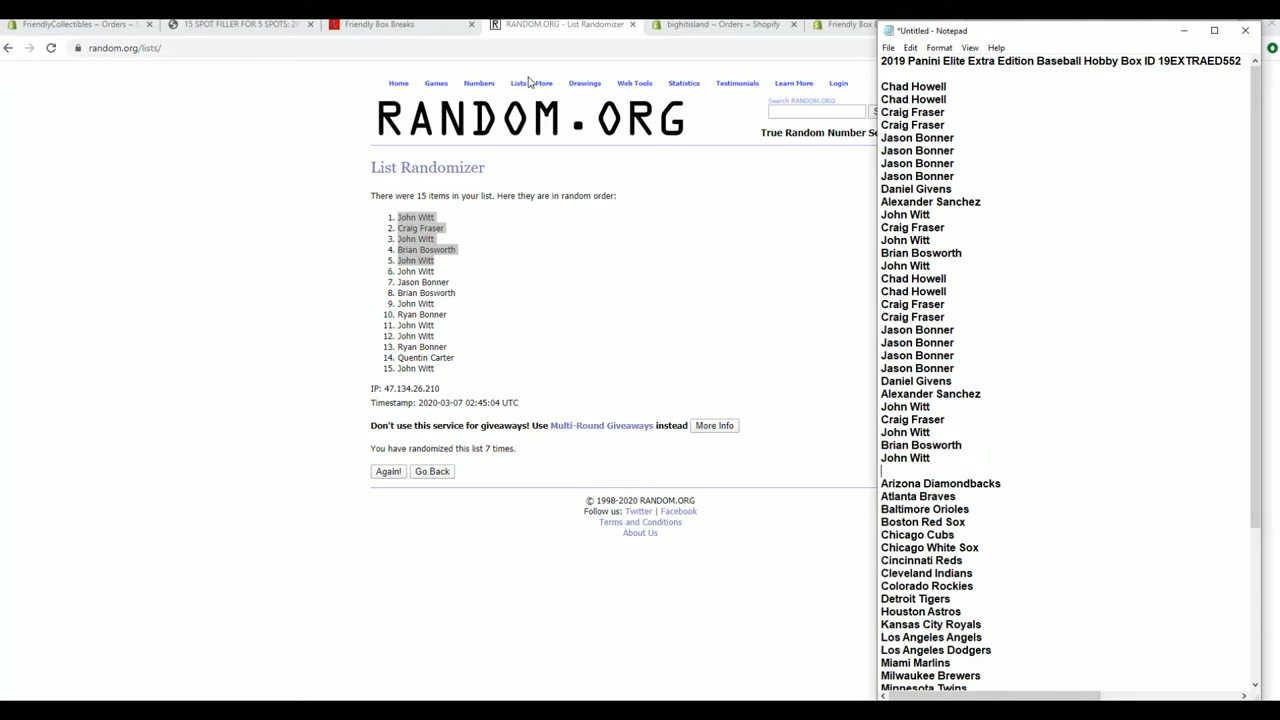 FriendlyCollectibles ~ Orders ~ S
15 SPOT FILLER FOR 5 SPOTS: 20
Friendly Box Breaks
RANDOM.ORG - List Randomizer
bighitisland ~ Orders ~ Shopify
Friendly Box B
random.org/lists/
Home
Games
Numbers
Lists & More
Drawings
Web Tools
Statistics
Testimonials
Learn More
Login
Search RANDOM.ORG
RANDOM.ORG
True Random Number Se
List Randomizer
There were 15 items in your list. Here they are in random order:
1. John Witt
2. Craig Fraser
3. John Witt
4. Brian Bosworth
5. John Witt
6. John Witt
7. Jason Bonner
8. Brian Bosworth
9. John Witt
10. Ryan Bonner
11. John Witt
12. John Witt
13. Ryan Bonner
14. Quentin Carter
15. John Witt
IP: 47.134.26.210
Timestamp: 2020-03-07 02:45:04 UTC
Don't use this service for giveaways! Use Multi-Round Giveaways instead More Info
You have randomized this list 7 times.
Again! Go Back
© 1998-2020 RANDOM.ORG
Follow us: Twitter | Facebook
Terms and Conditions
About Us
*Untitled - Notepad
File Edit Format View Help
2019 Panini Elite Extra Edition Baseball Hobby Box ID 19EXTRAED552
Chad Howell
Chad Howell
Craig Fraser
Craig Fraser
Jason Bonner
Jason Bonner
Jason Bonner
Jason Bonner
Daniel Givens
Alexander Sanchez
John Witt
Craig Fraser
John Witt
Brian Bosworth
John Witt
Chad Howell
Chad Howell
Craig Fraser
Craig Fraser
Jason Bonner
Jason Bonner
Jason Bonner
Jason Bonner
Daniel Givens
Alexander Sanchez
John Witt
Craig Fraser
John Witt
Brian Bosworth
John Witt
Arizona Diamondbacks
Atlanta Braves
Baltimore Orioles
Boston Red Sox
Chicago Cubs
Chicago White Sox
Cincinnati Reds
Cleveland Indians
Colorado Rockies
Detroit Tigers
Houston Astros
Kansas City Royals
Los Angeles Angels
Los Angeles Dodgers
Miami Marlins
Milwaukee Brewers
Minnesota Twins